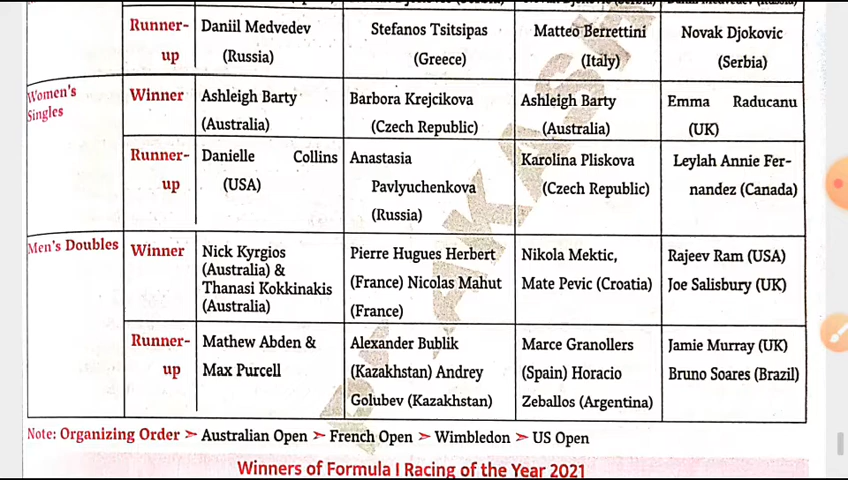 Runner- Daniil Medvedev Stefanos Tsitsipas Matteo Berrettini Novak Djokovic
up (Russia) (Greece) (Italy) (Serbia)
Women's Winner Ashleigh Barty Barbora Krejcikova Ashleigh Barty Emma Raducanu
Singles (Australia) (Czech Republic) (Australia) (UK)
Runner- Danielle Collins Anastasia Karolina Pliskova Leylah Annie Fer-
up (USA) Pavlyuchenkova (Czech Republic) nandez (Canada)
(Russia)
Men's Doubles Winner Nick Kyrgios Pierre Hugues Herbert Nikola Mektic, Rajeev Ram (USA)
(Australia) & (France) Nicolas Mahut Mate Pevic (Croatia) Joe Salisbury (UK)
Thanasi Kokkinakis (France)
(Australia)
Runner- Mathew Abden & Alexander Bublik Marce Granollers Jamie Murray (UK)
up Max Purcell (Kazakhstan) Andrey (Spain) Horacio Bruno Soares (Brazil)
Golubev (Kazakhstan) Zeballos (Argentina)
Note: Organizing Order ➢ Australian Open ➢ French Open ➢ Wimbledon ➢ US Open
Winners of Formula I Racing of the Year 2021